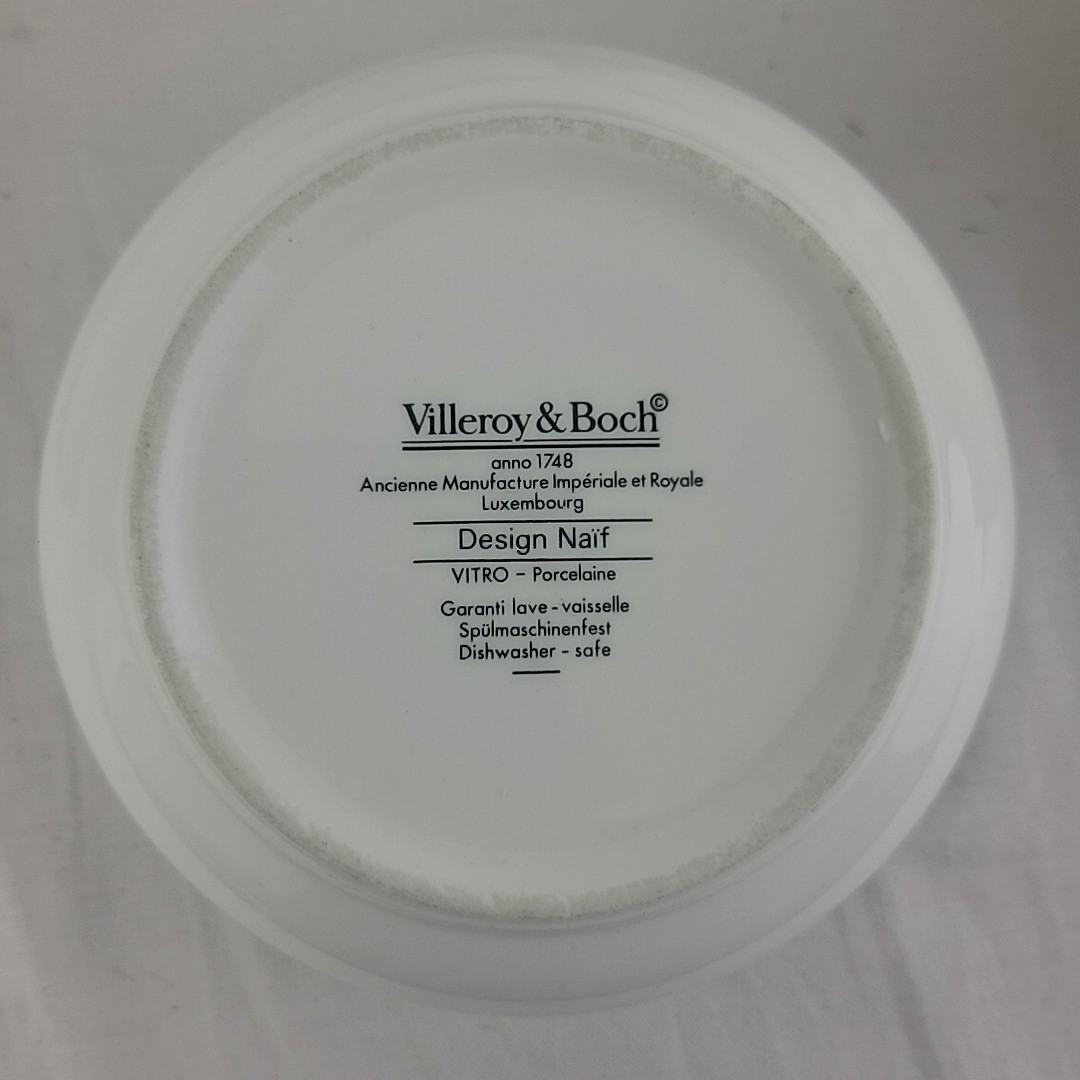 Villeroy & Boch©
anno 1748
Ancienne Manufacture Impériale et Royale
Luxembourg
Design Naïf
VITRO – Porcelaine
Garanti lave - vaisselle
Spülmaschinenfest
Dishwasher - safe